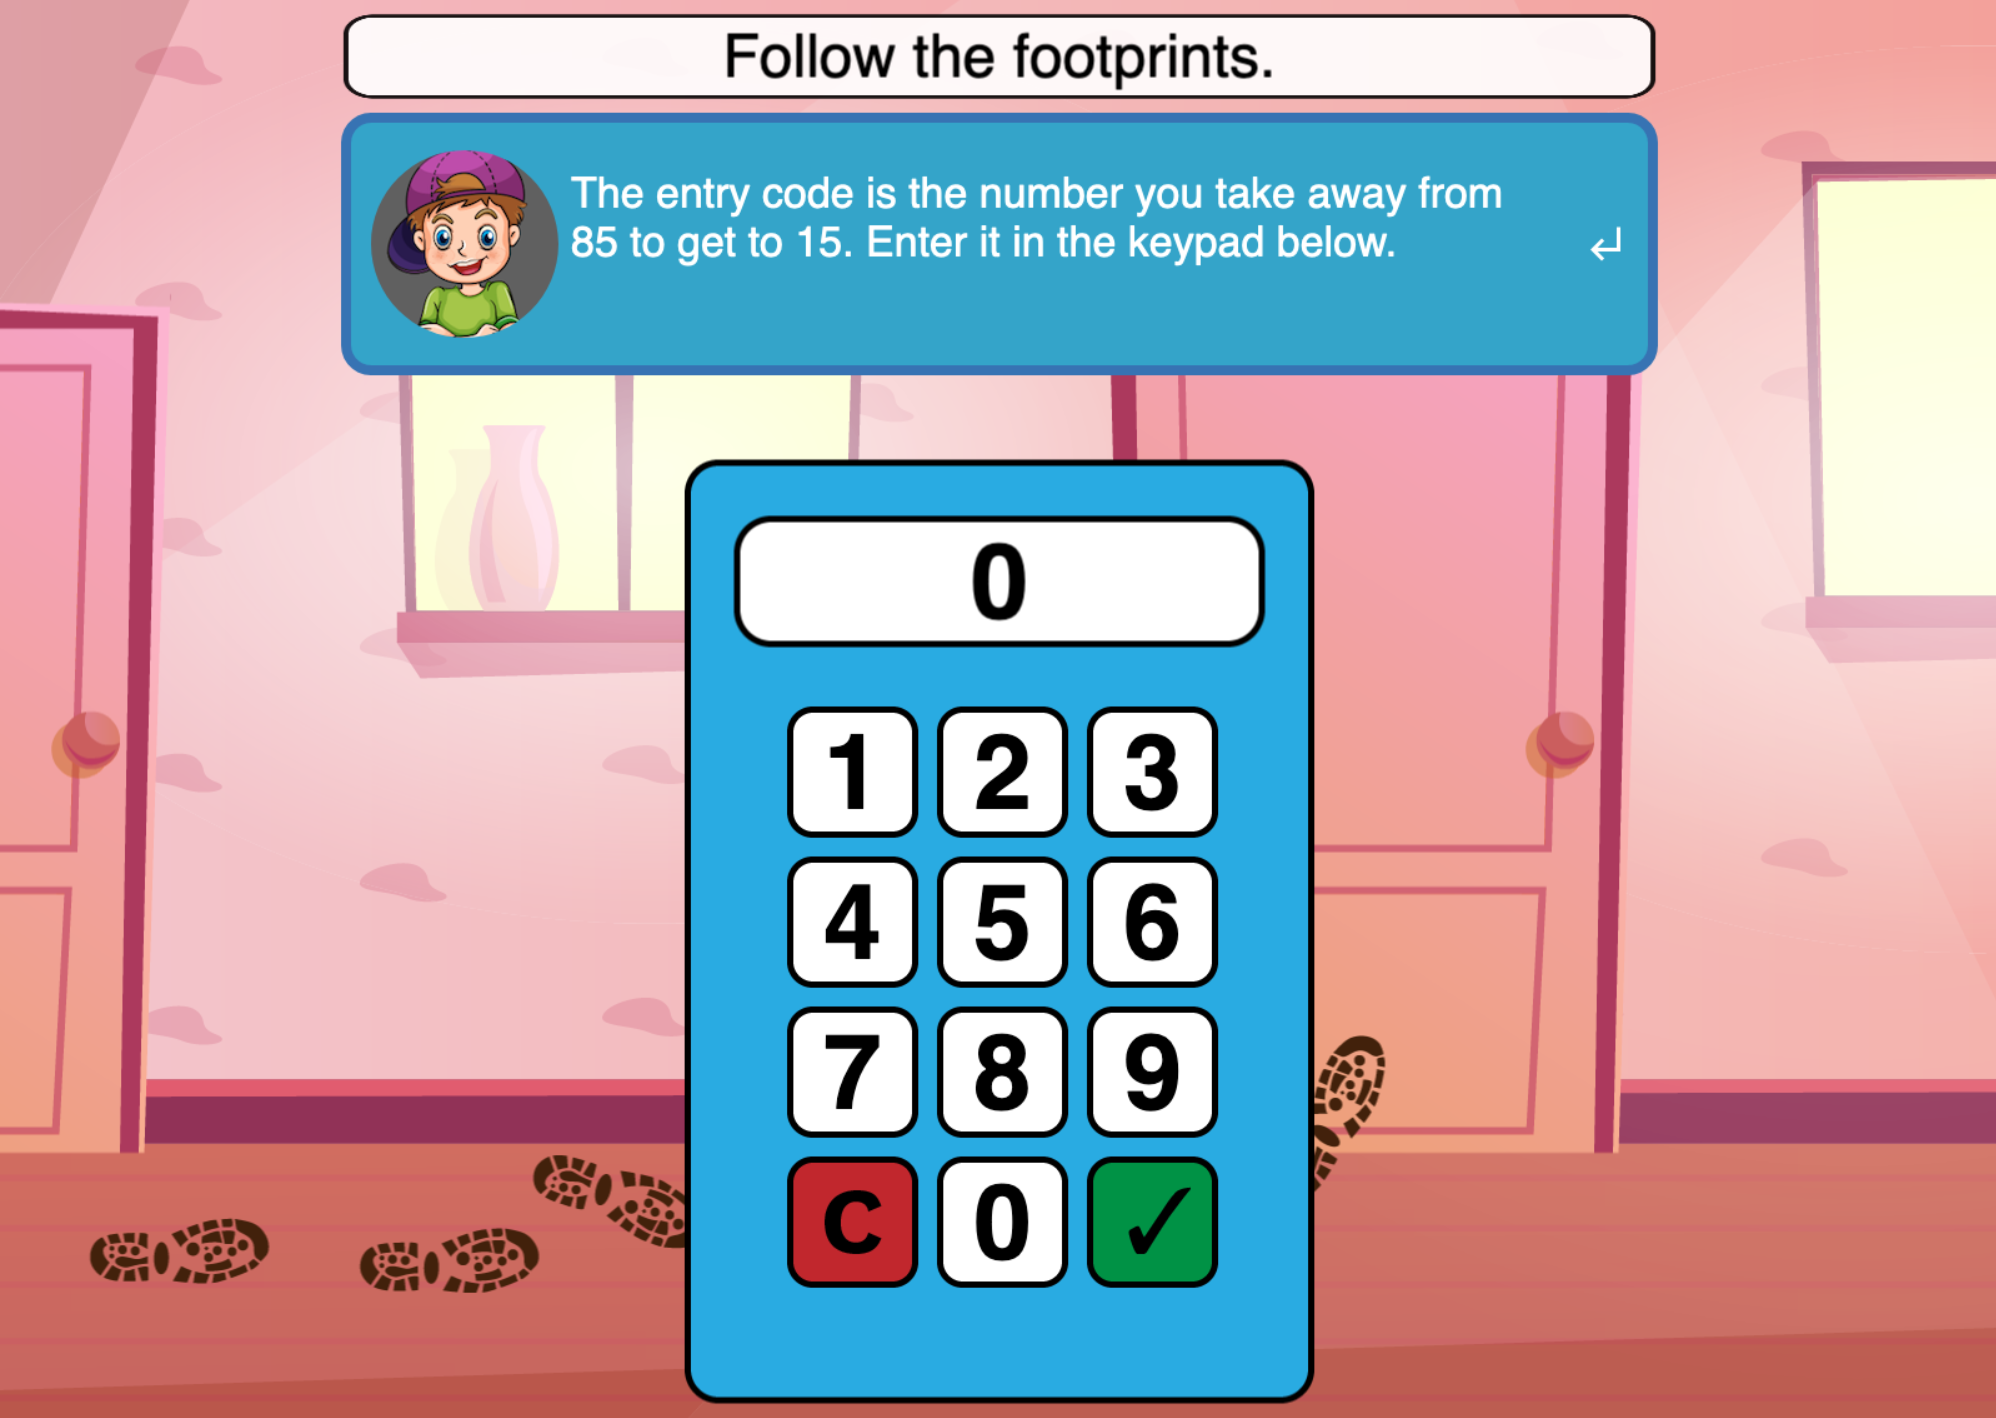 Follow the footprints.
The entry code is the number you take away from
85 to get to 15. Enter it in the keypad below.
0
1 2 3
4 5 6
7 8 9
C 0 ✓